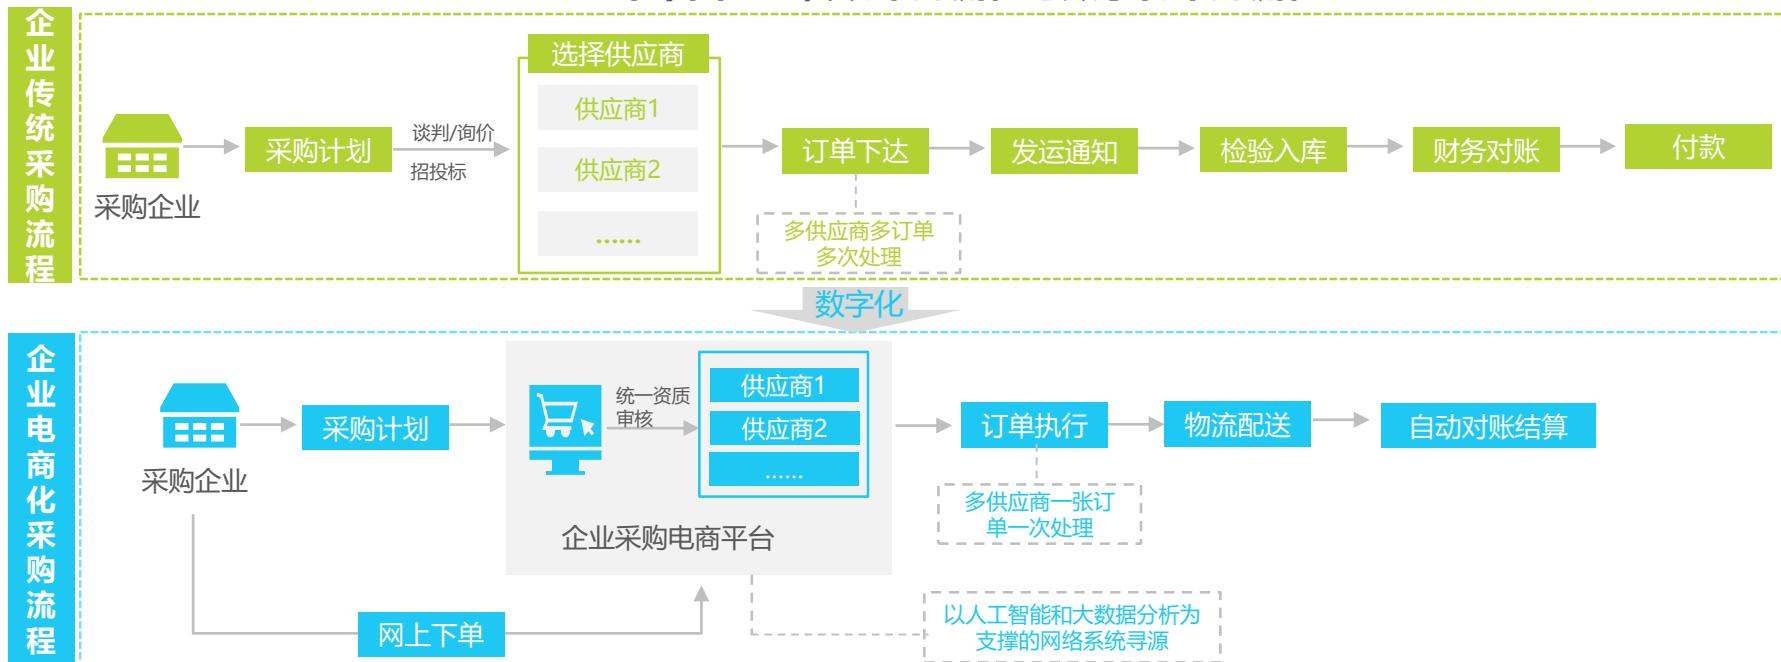 企业传统采购流程
选择供应商
供应商1
供应商2
......
采购企业
采购计划
谈判/询价
招投标
订单下达
发运通知
检验入库
财务对账
付款
多供应商多订单
多次处理
数字化
企业电商化采购流程
采购企业
采购计划
统一资质
审核
供应商1
供应商2
......
企业采购电商平台
订单执行
物流配送
自动对账结算
多供应商一张订
单一次处理
网上下单
以人工智能和大数据分析为
支撑的网络系统寻源